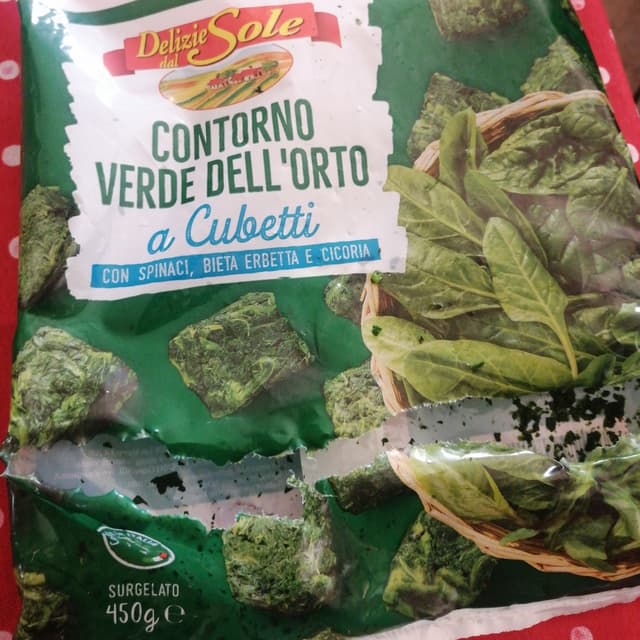 Delizie
dal Sole
CONTORNO
VERDE DELL'ORTO
a Cubetti
CON SPINACI, BIETA ERBETTA E CICORIA
SURGELATO
450g ℮